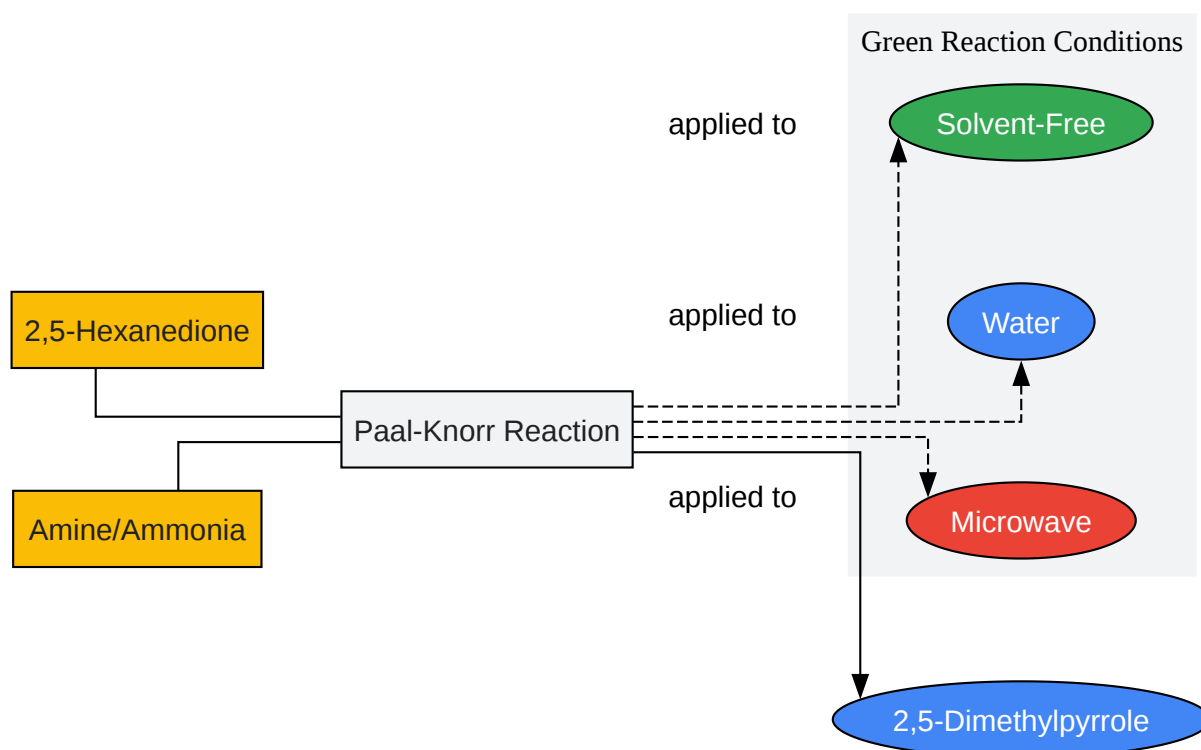 Green Reaction Conditions
applied to
Solvent-Free
2,5-Hexanedione
applied to
Water
Paal-Knorr Reaction
Amine/Ammonia
applied to
Microwave
2,5-Dimethylpyrrole